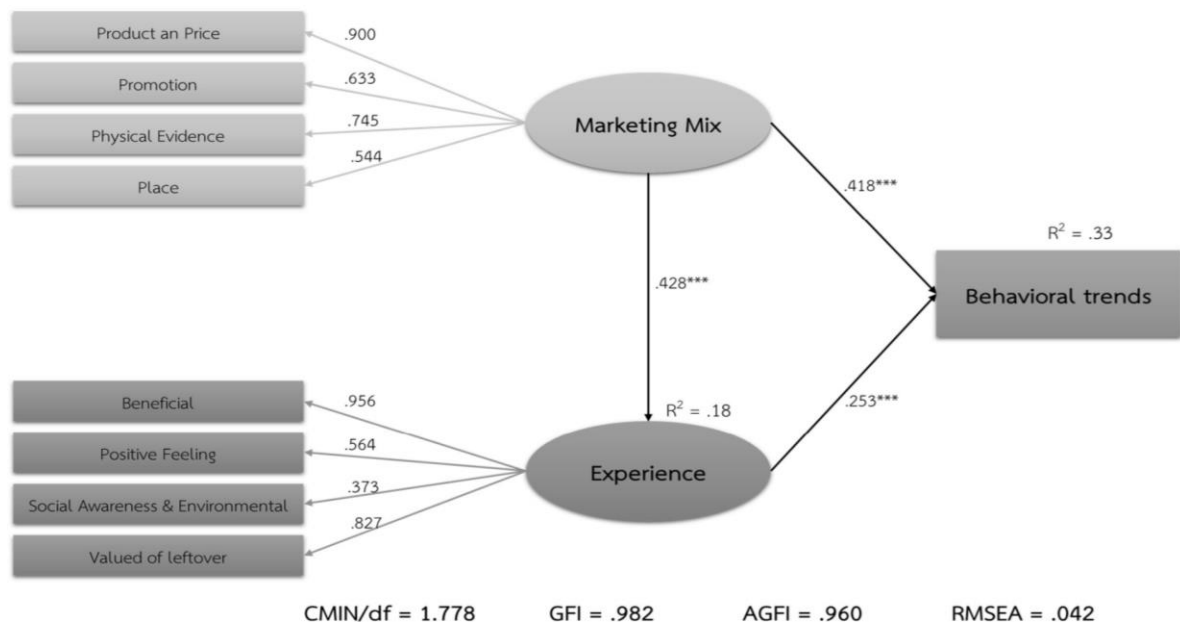 Product an Price
.900
Promotion
.633
Physical Evidence
.745
Place
.544
Marketing Mix
.418***
R² = .33
.428***
Behavioral trends
Beneficial
.956
Positive Feeling
.564
Social Awareness & Environmental
.373
Valued of leftover
.827
R² = .18
Experience
.253***
CMIN/df = 1.778 GFI = .982 AGFI = .960 RMSEA = .042